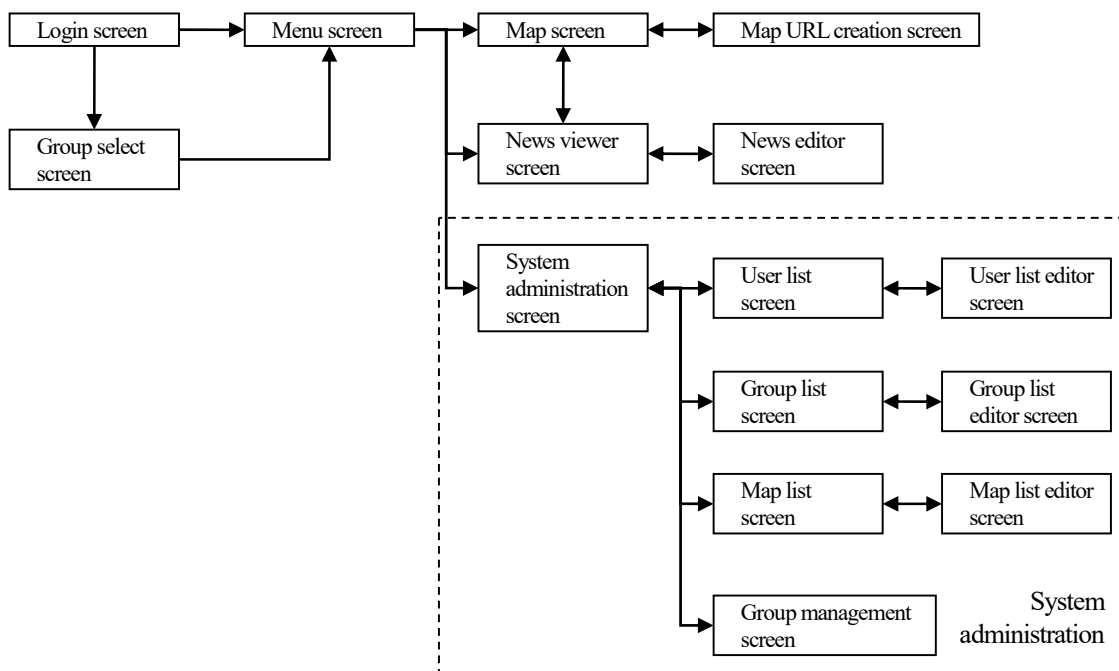 Login screen
Menu screen
Map screen
Map URL creation screen
Group select
screen
News viewer
screen
News editor
screen
System
administration
screen
User list
screen
User list editor
screen
Group list
screen
Group list
editor screen
Map list
screen
Map list editor
screen
Group management
screen
System
administration